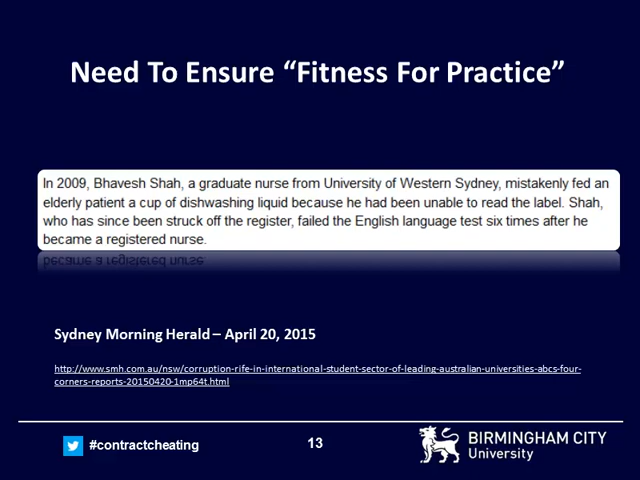 Need To Ensure “Fitness For Practice”
In 2009, Bhavesh Shah, a graduate nurse from University of Western Sydney, mistakenly fed an
elderly patient a cup of dishwashing liquid because he had been unable to read the label. Shah,
who has since been struck off the register, failed the English language test six times after he
became a registered nurse.
Sydney Morning Herald – April 20, 2015
http://www.smh.com.au/nsw/corruption-rife-in-international-student-sector-of-leading-australian-universities-abcs-four-
corners-reports-20150420-1mp64t.html
#contractcheating
13
BIRMINGHAM CITY
University